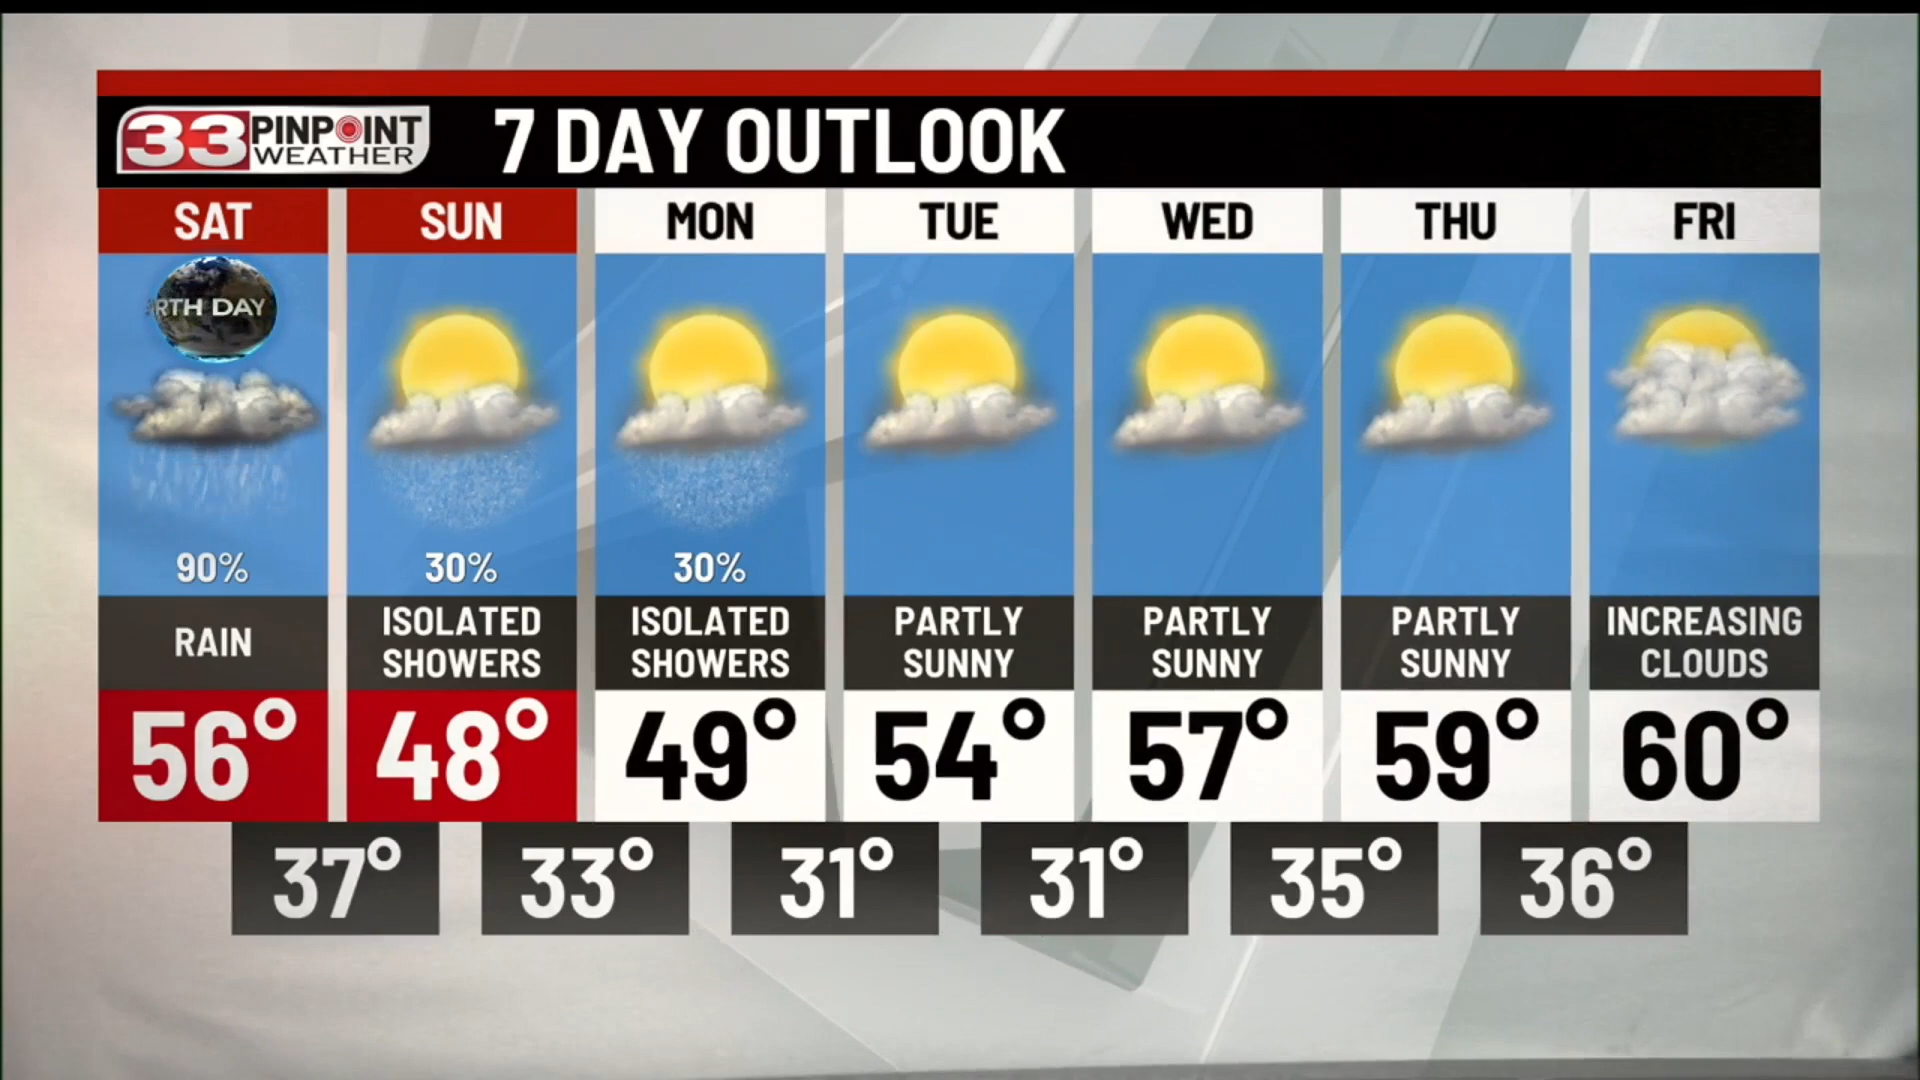 33 PINPOINT
WEATHER
7 DAY OUTLOOK
SAT SUN MON TUE WED THU FRI
RTH DAY
90% 30% 30%
RAIN
ISOLATED
SHOWERS
ISOLATED
SHOWERS
PARTLY
SUNNY
PARTLY
SUNNY
PARTLY
SUNNY
INCREASING
CLOUDS
56° 48° 49° 54° 57° 59° 60°
37° 33° 31° 31° 35° 36°